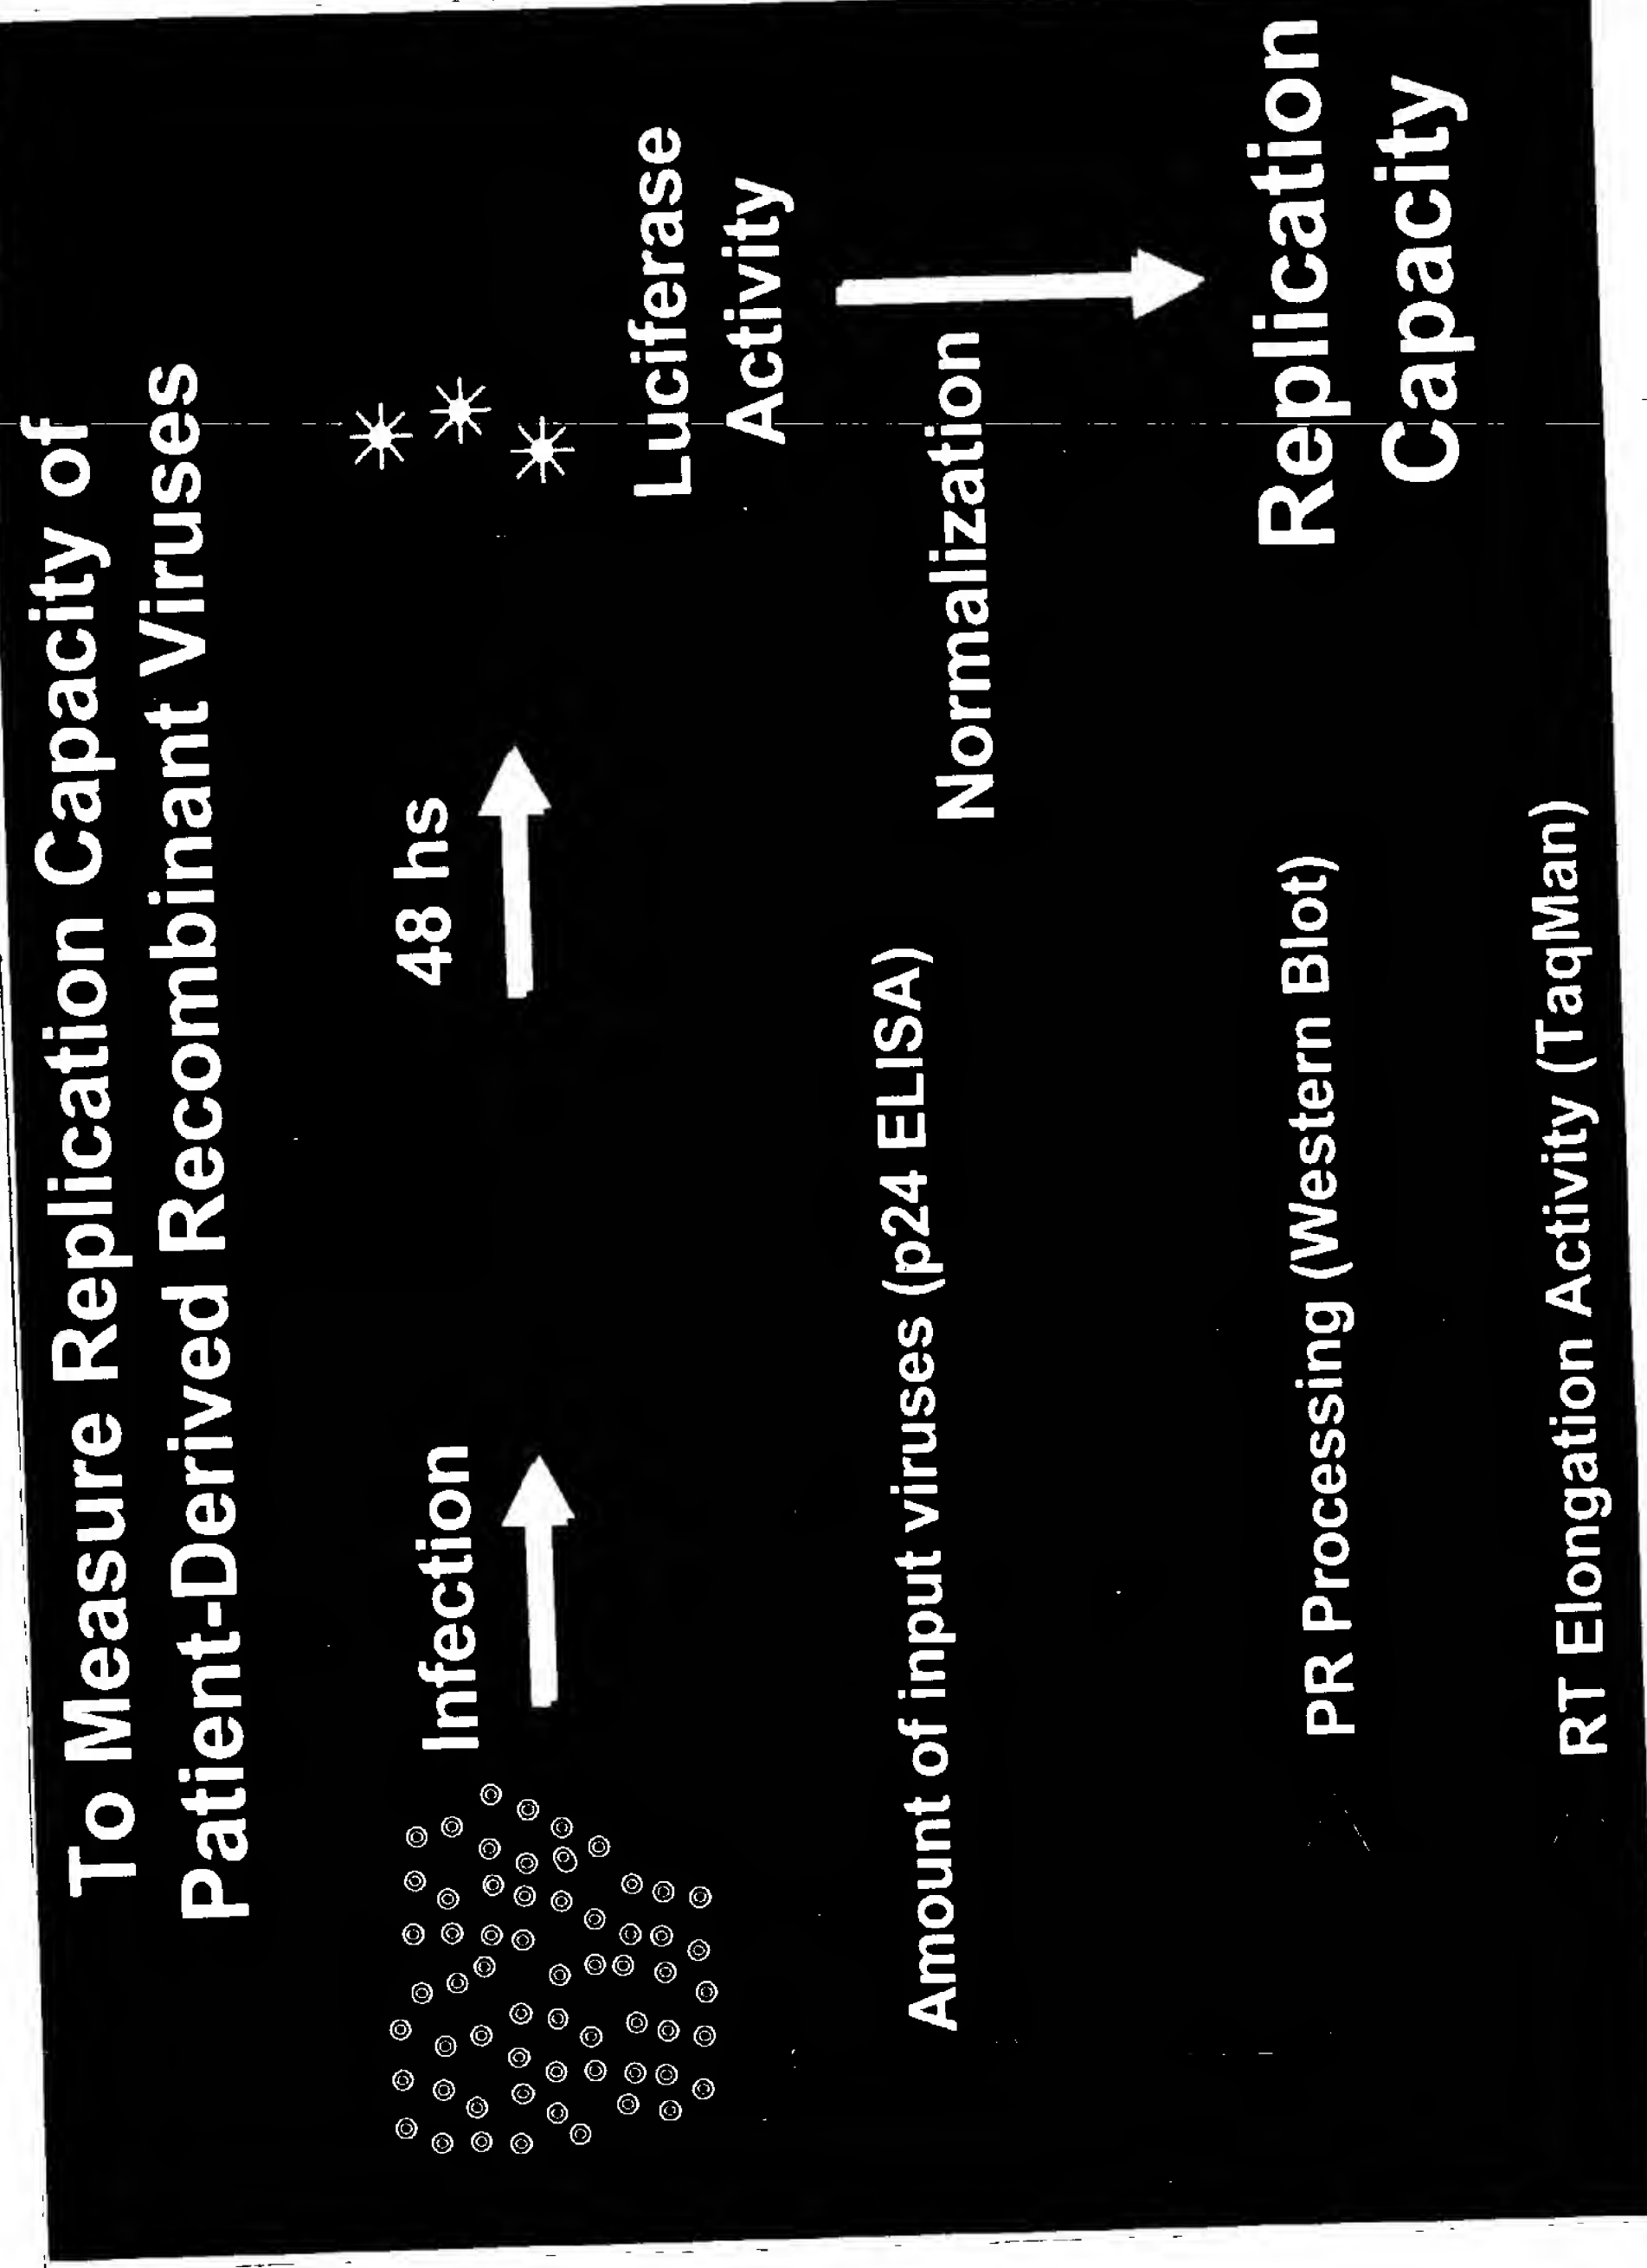 To Measure Replication Capacity of
Patient-Derived Recombinant Viruses
Infection
48 hs
Luciferase
Activity
Amount of input viruses (p24 ELISA)
Normalization
PR Processing (Western Blot)
Replication
Capacity
RT Elongation Activity (TaqMan)